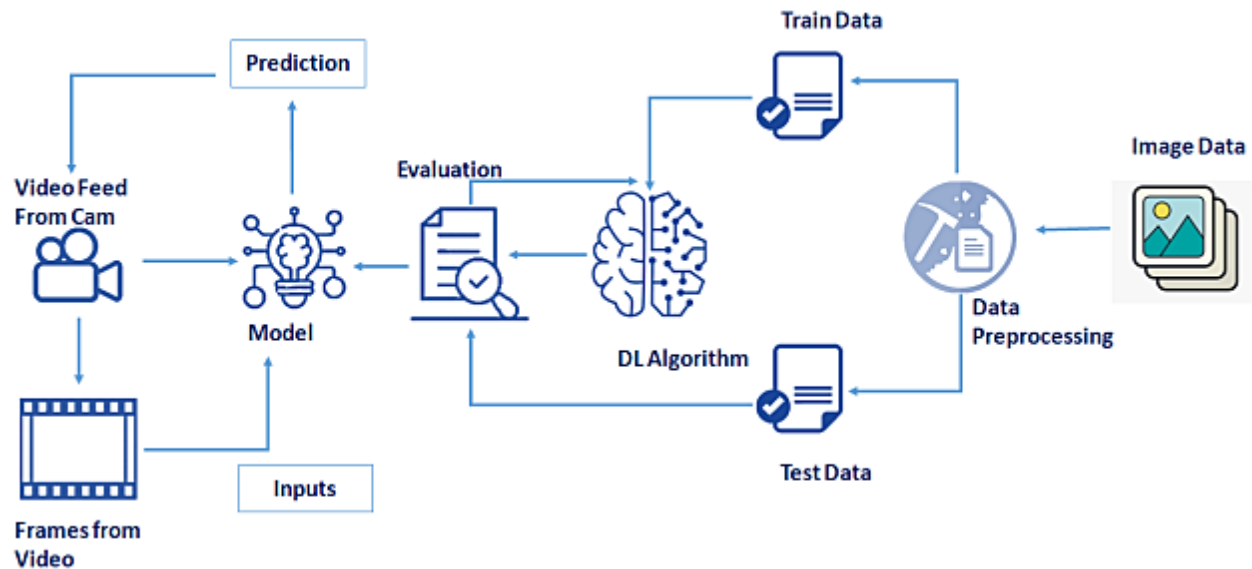 Train Data
Prediction
Image Data
Evaluation
Video Feed
From Cam
Data
Preprocessing
Model
DL Algorithm
Test Data
Inputs
Frames from
Video